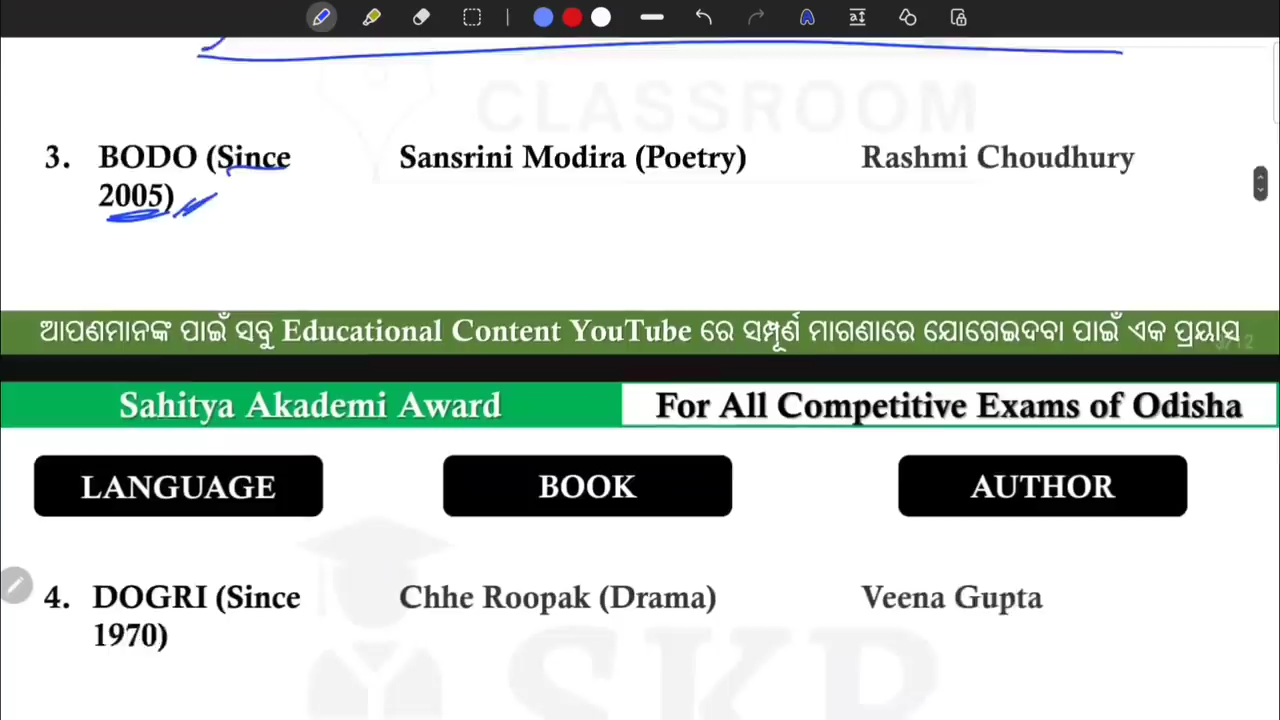 CLASSROOM
3. BODO (Since 2005) Sansrini Modira (Poetry) Rashmi Choudhury
ଆପଣମାନଙ୍କ ପାଇଁ ସବୁ Educational Content YouTube ରେ ସମ୍ପୂର୍ଣ ମାଗଣାରେ ଯୋଗେଇଦବା ପାଇଁ ଏକ ପ୍ରୟାସ
Sahitya Akademi Award For All Competitive Exams of Odisha
LANGUAGE BOOK AUTHOR
4. DOGRI (Since 1970) Chhe Roopak (Drama) Veena Gupta
SKP